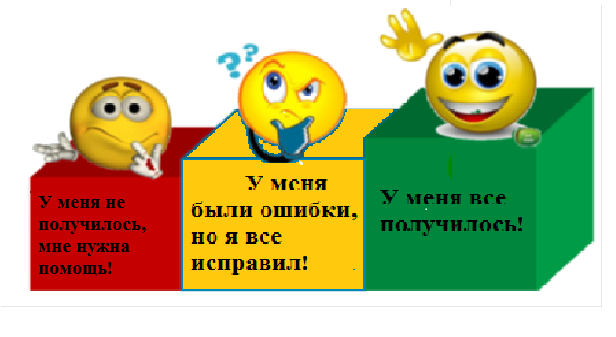 У меня не
получилось,
мне нужна
помощь!
У меня
были ошибки,
но я все
исправил!
У меня все
получилось!